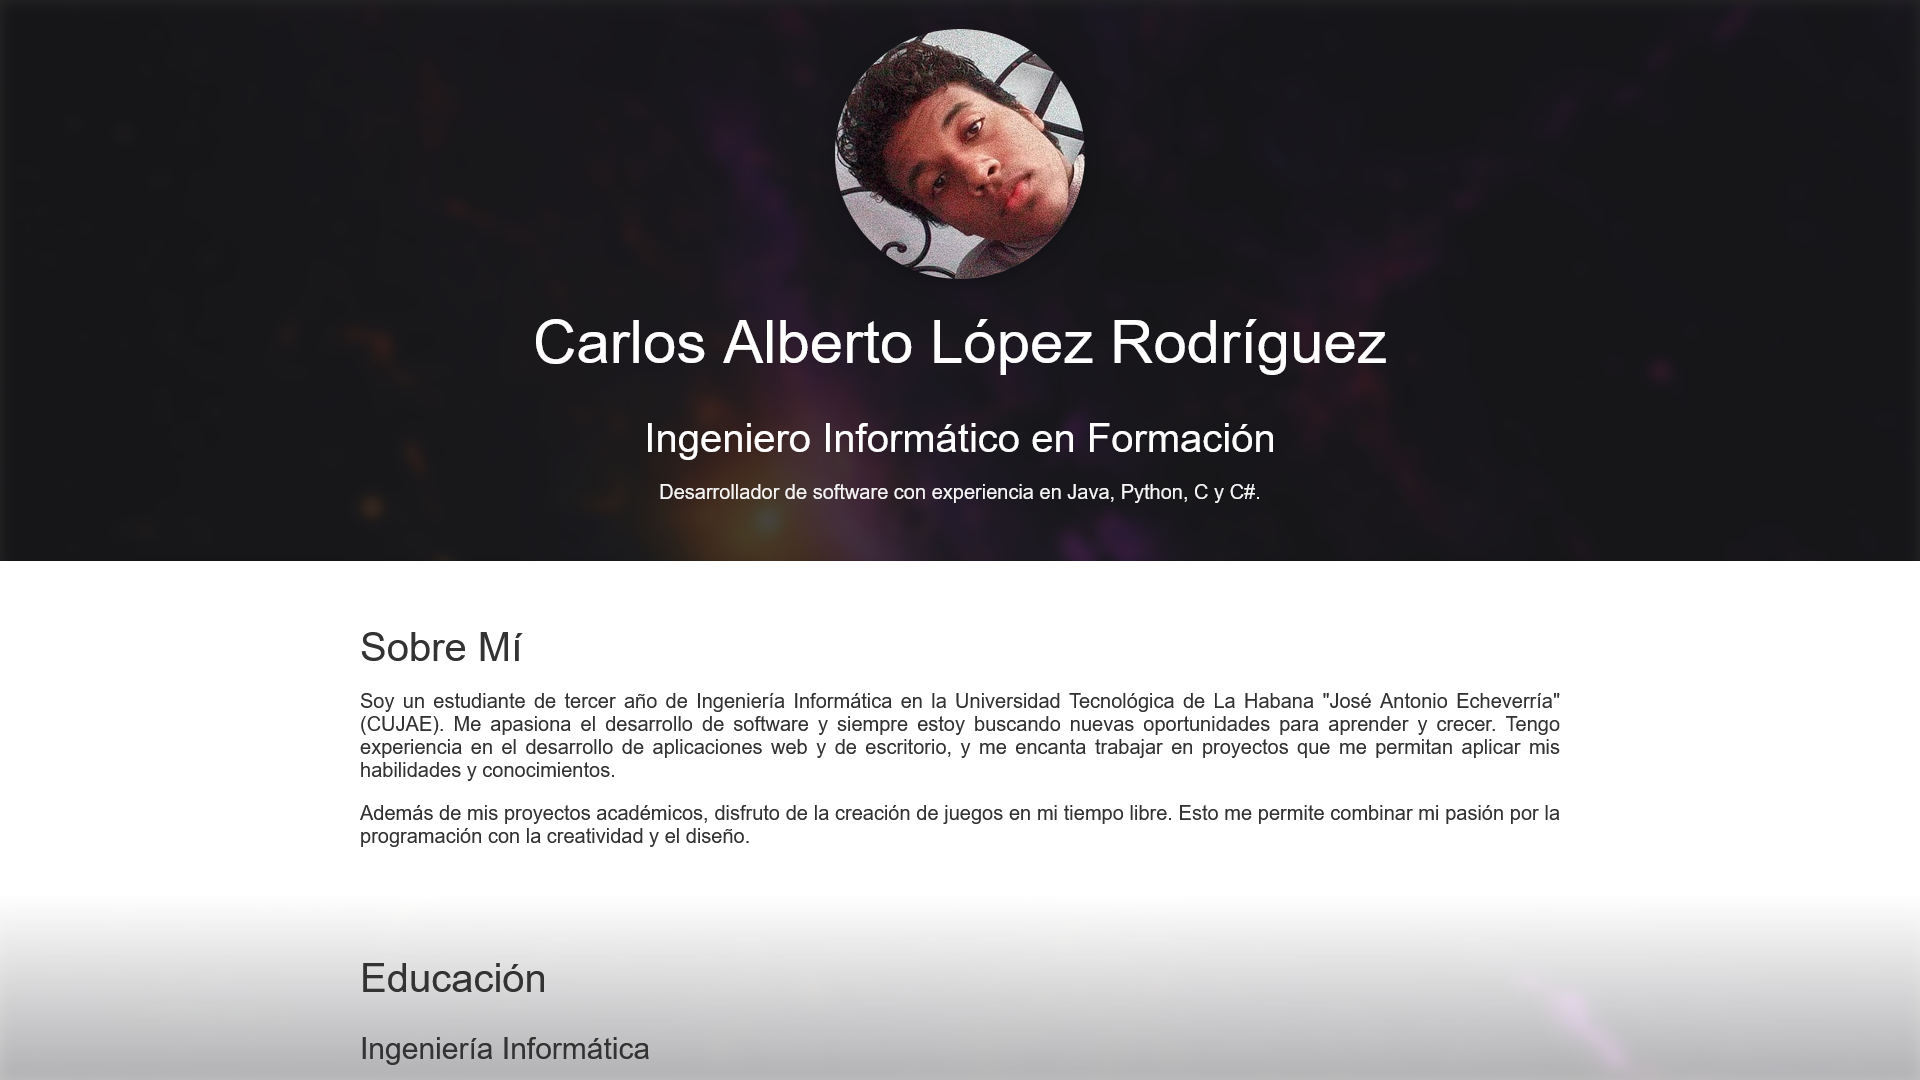 Carlos Alberto López Rodríguez
Ingeniero Informático en Formación
Desarrollador de software con experiencia en Java, Python, C y C#.
Sobre Mí
Soy un estudiante de tercer año de Ingeniería Informática en la Universidad Tecnológica de La Habana "José Antonio Echeverría"
(CUJAE). Me apasiona el desarrollo de software y siempre estoy buscando nuevas oportunidades para aprender y crecer. Tengo
experiencia en el desarrollo de aplicaciones web y de escritorio, y me encanta trabajar en proyectos que me permitan aplicar mis
habilidades y conocimientos.
Además de mis proyectos académicos, disfruto de la creación de juegos en mi tiempo libre. Esto me permite combinar mi pasión por la
programación con la creatividad y el diseño.
Educación
Ingeniería Informática